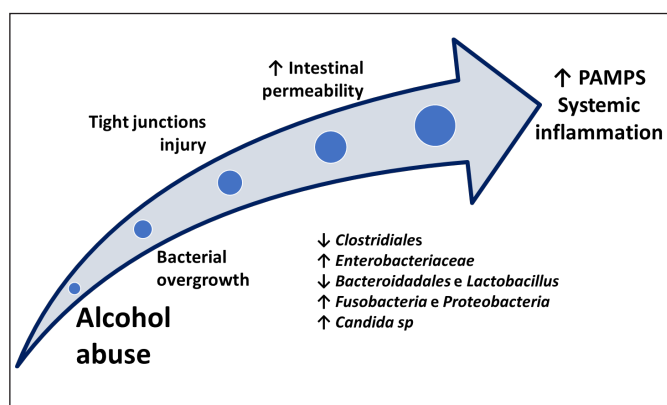 ↑ Intestinal
permeability
↑ PAMPS
Systemic
inflammation
Tight junctions
injury
Bacterial
overgrowth
Alcohol
abuse
↓ Clostridiales
↑ Enterobacteriaceae
↓ Bacteroidadales e Lactobacillus
↑ Fusobacteria e Proteobacteria
↑ Candida sp